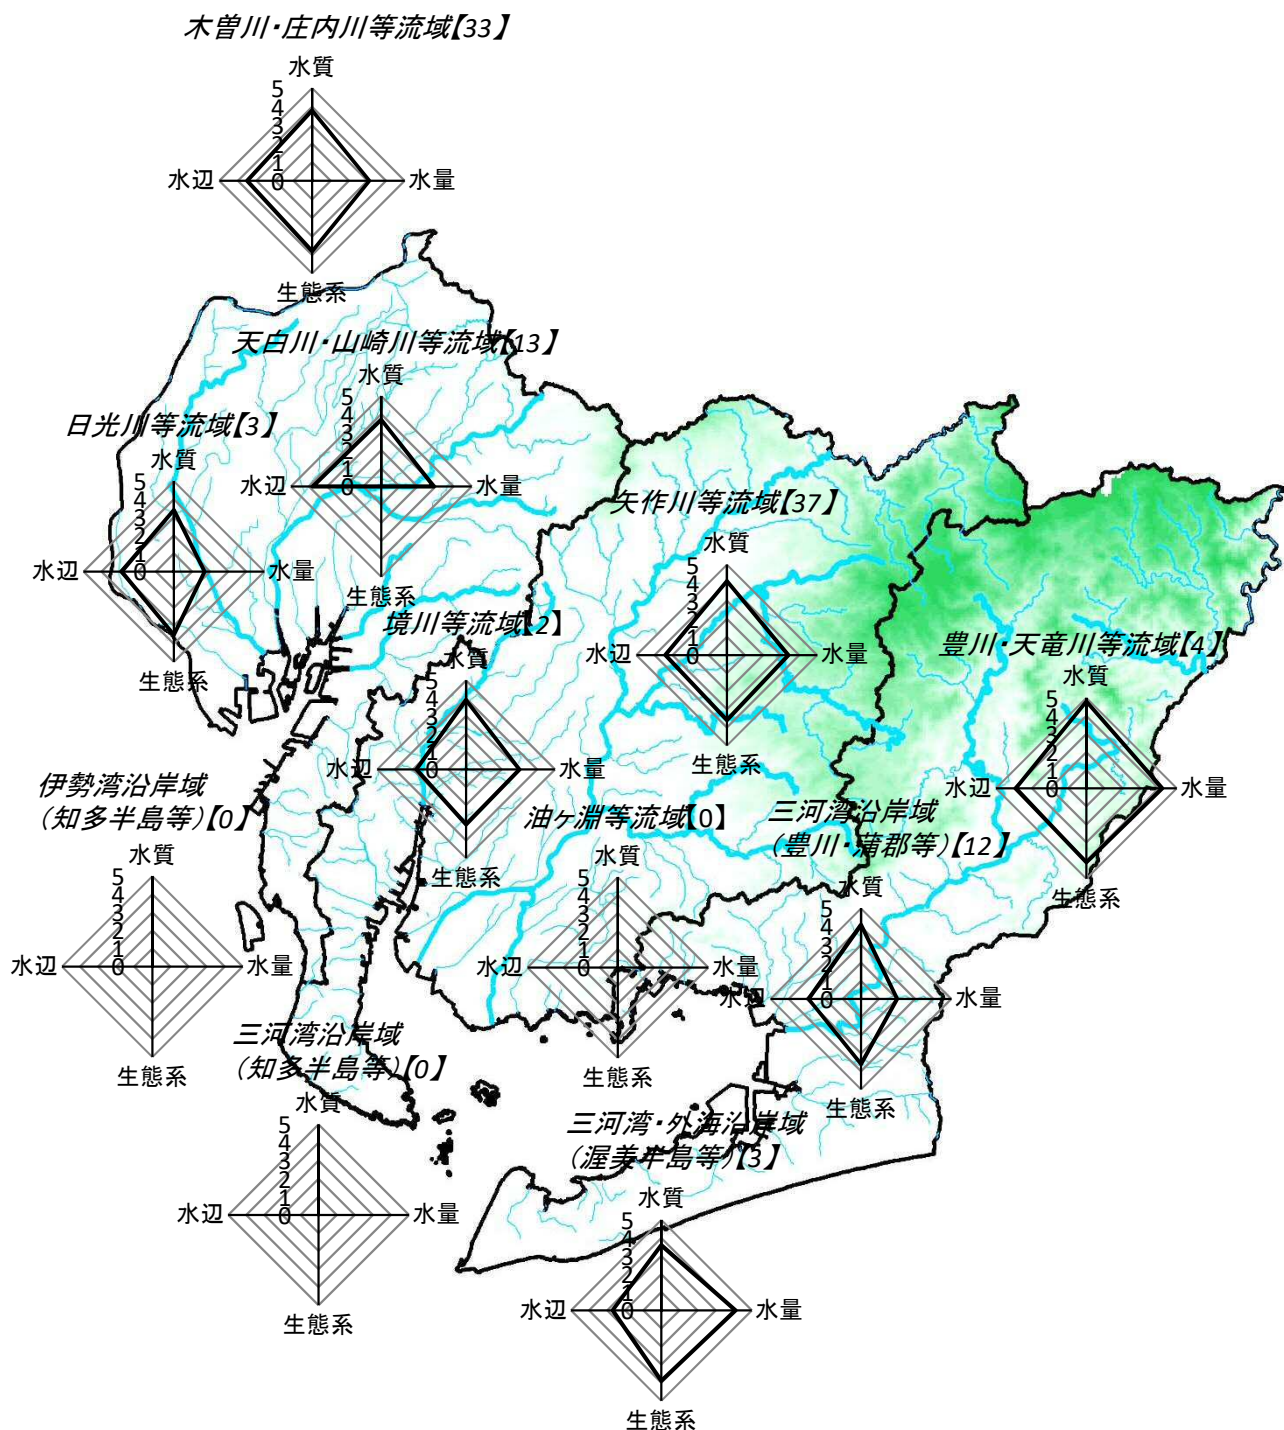 木曽川・庄内川等流域【33】
水質
5
4
3
2
1
0
水辺
水量
生態系
天白川・山崎川等流域【13】
水質
5
4
3
2
1
0
水辺
水量
生態系
日光川等流域【3】
水質
5
4
3
2
1
0
水辺
水量
生態系
矢作川等流域【37】
水質
5
4
3
2
1
0
水辺
水量
生態系
境川等流域【2】
水質
5
4
3
2
1
0
水辺
水量
生態系
豊川・天竜川等流域【4】
水質
5
4
3
2
1
0
水辺
水量
生態系
伊勢湾沿岸域
（知多半島等）【0】
水質
5
4
3
2
1
0
水辺
水量
生態系
油ヶ淵等流域【0】
水質
5
4
3
2
1
0
水辺
水量
生態系
三河湾沿岸域
（豊川・蒲郡等）【12】
水質
5
4
3
2
1
0
水辺
水量
生態系
三河湾沿岸域
（知多半島等）【0】
水質
5
4
3
2
1
0
水辺
水量
生態系
三河湾・外海沿岸域
（渥美半島等）【3】
水質
5
4
3
2
1
0
水辺
水量
生態系